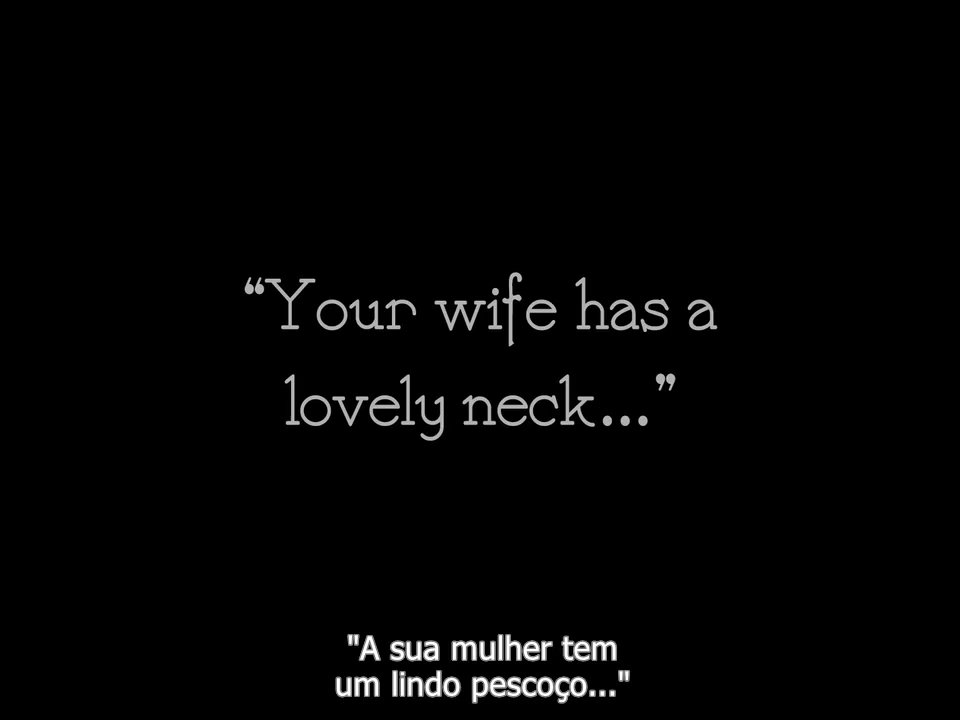 “Your wife has a
lovely neck...”
"A sua mulher tem
um lindo pescoço..."